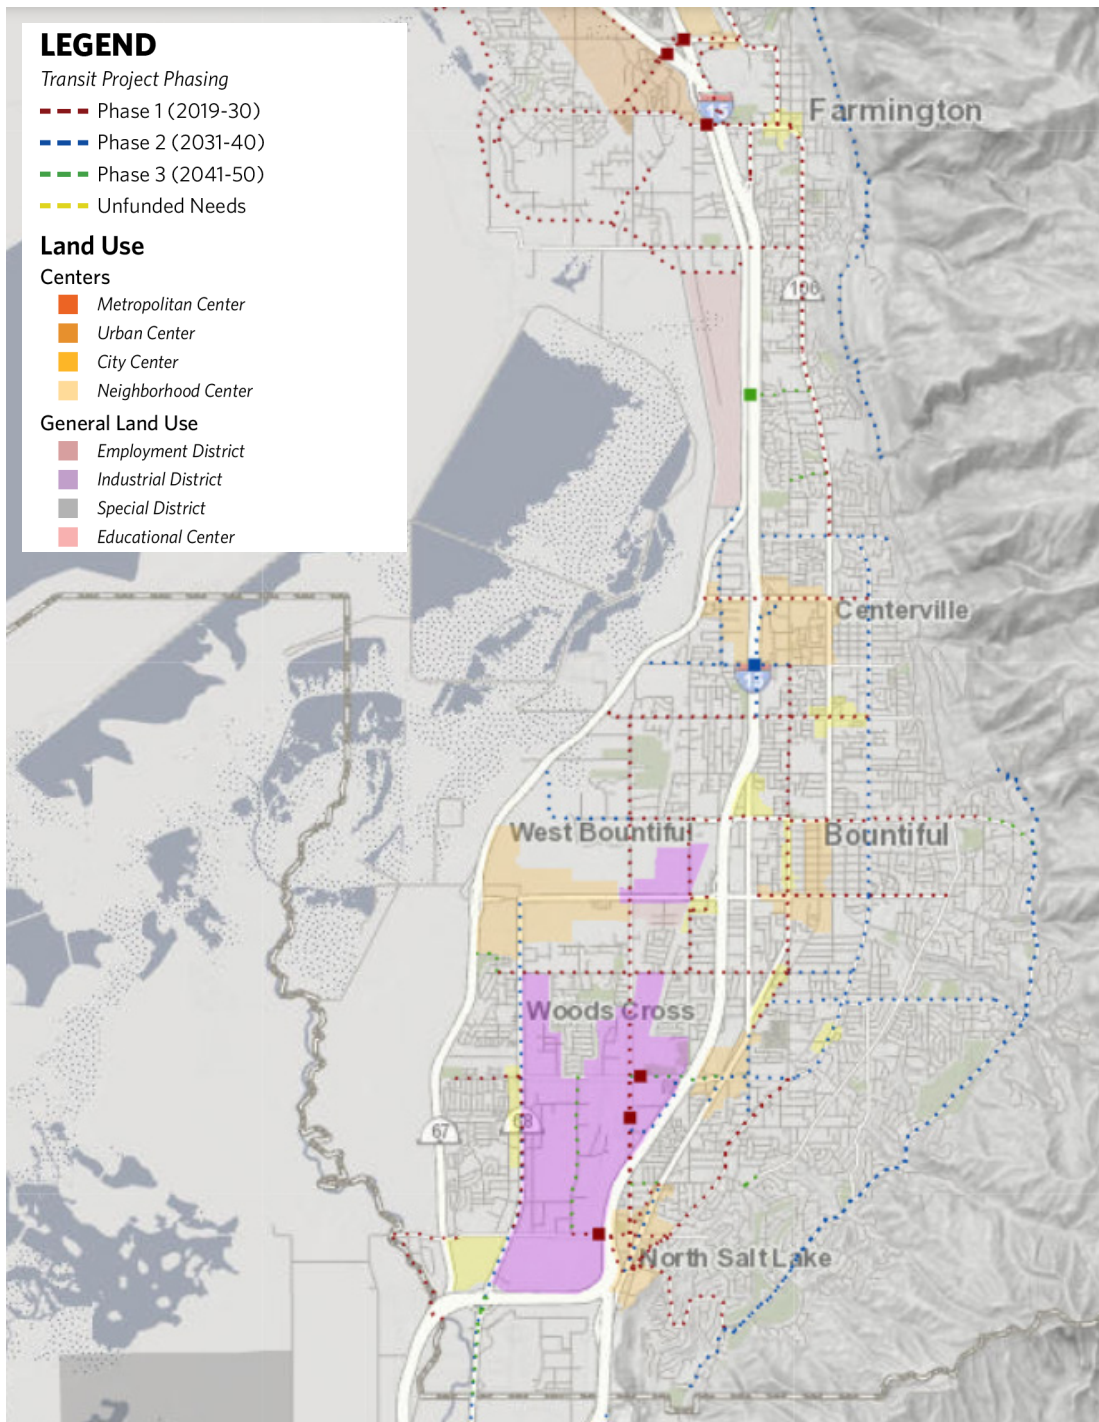 LEGEND
Transit Project Phasing
Phase 1 (2019-30)
Phase 2 (2031-40)
Phase 3 (2041-50)
Unfunded Needs
Land Use
Centers
Metropolitan Center
Urban Center
City Center
Neighborhood Center
General Land Use
Employment District
Industrial District
Special District
Educational Center
15
Farmington
106
Centerville
15
West Bountiful
Bountiful
Woods Cross
67
68
North Salt Lake